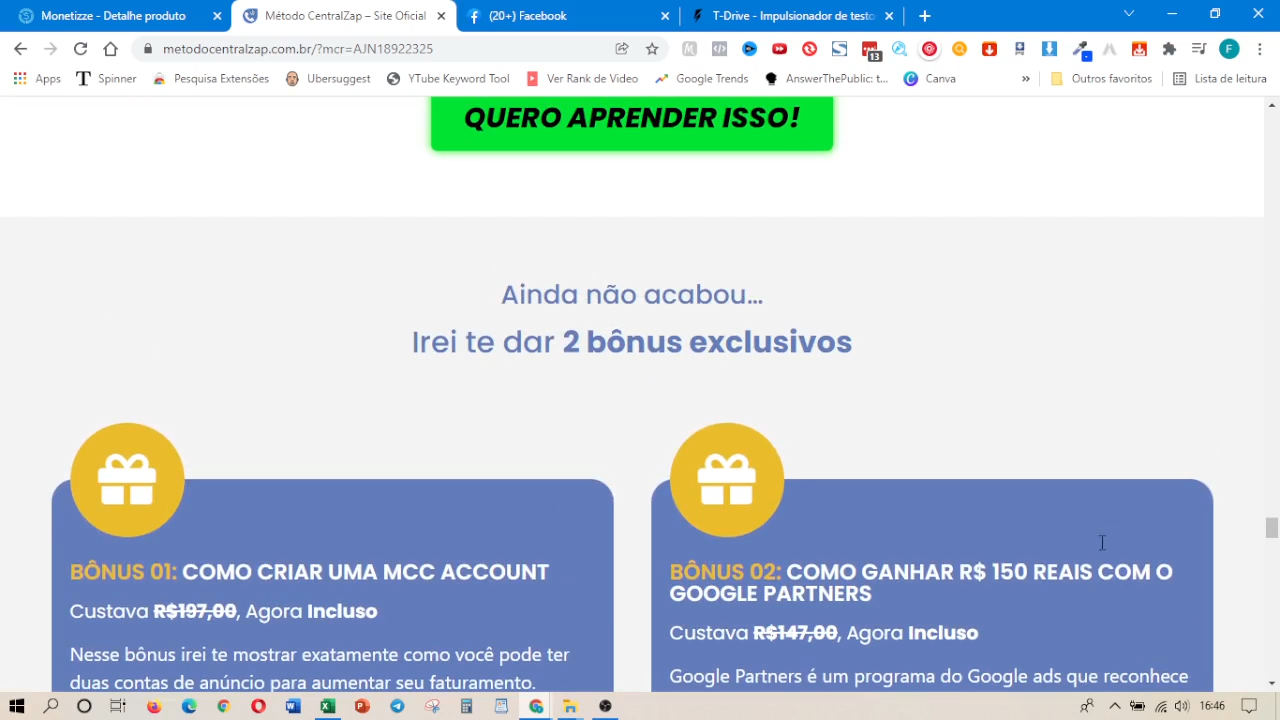 Monetizze - Detalhe produto
Método CentralZap – Site Oficial
(20+) Facebook
T-Drive - Impulsionador de testo
metodocentralzap.com.br/?mcr=AJN18922325
13
F
Apps
Spinner
Pesquisa Extensões
Ubersuggest
YTube Keyword Tool
Ver Rank de Video
Google Trends
AnswerThePublic: t...
Canva
»
Outros favoritos
Lista de leitura
QUERO APRENDER ISSO!
Ainda não acabou...
Irei te dar 2 bônus exclusivos
BÔNUS 01: COMO CRIAR UMA MCC ACCOUNT
Custava R$197,00, Agora Incluso
Nesse bônus irei te mostrar exatamente como você pode ter
duas contas de anúncio para aumentar seu faturamento.
BÔNUS 02: COMO GANHAR R$ 150 REAIS COM O
GOOGLE PARTNERS
Custava R$147,00, Agora Incluso
Google Partners é um programa do Google ads que reconhece
16:46